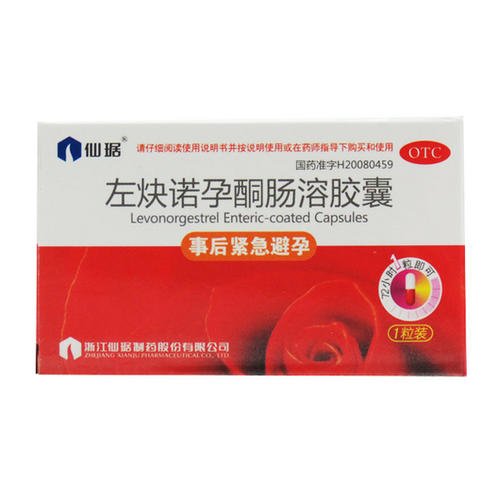 仙琚®
请仔细阅读使用说明书并按说明使用或在药师指导下购买和使用
OTC
国药准字H20080459
左炔诺孕酮肠溶胶囊
Levonorgestrel Enteric-coated Capsules
事后紧急避孕
72小时1粒即可
1粒装
浙江仙琚制药股份有限公司
ZHEJIANG XIANJU PHARMACEUTICAL CO., LTD.